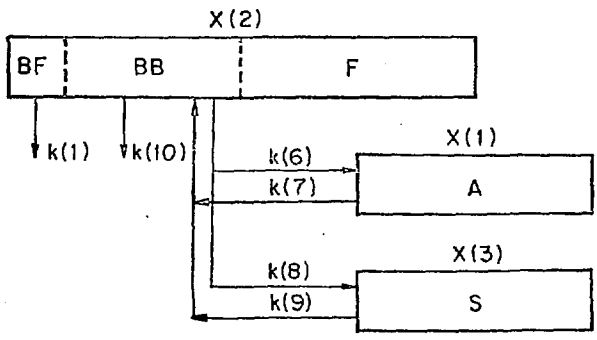 X(2)
BF BB F
k(1) k(10)
k(6) X(1)
k(7) A
k(8) X(3)
k(9) S